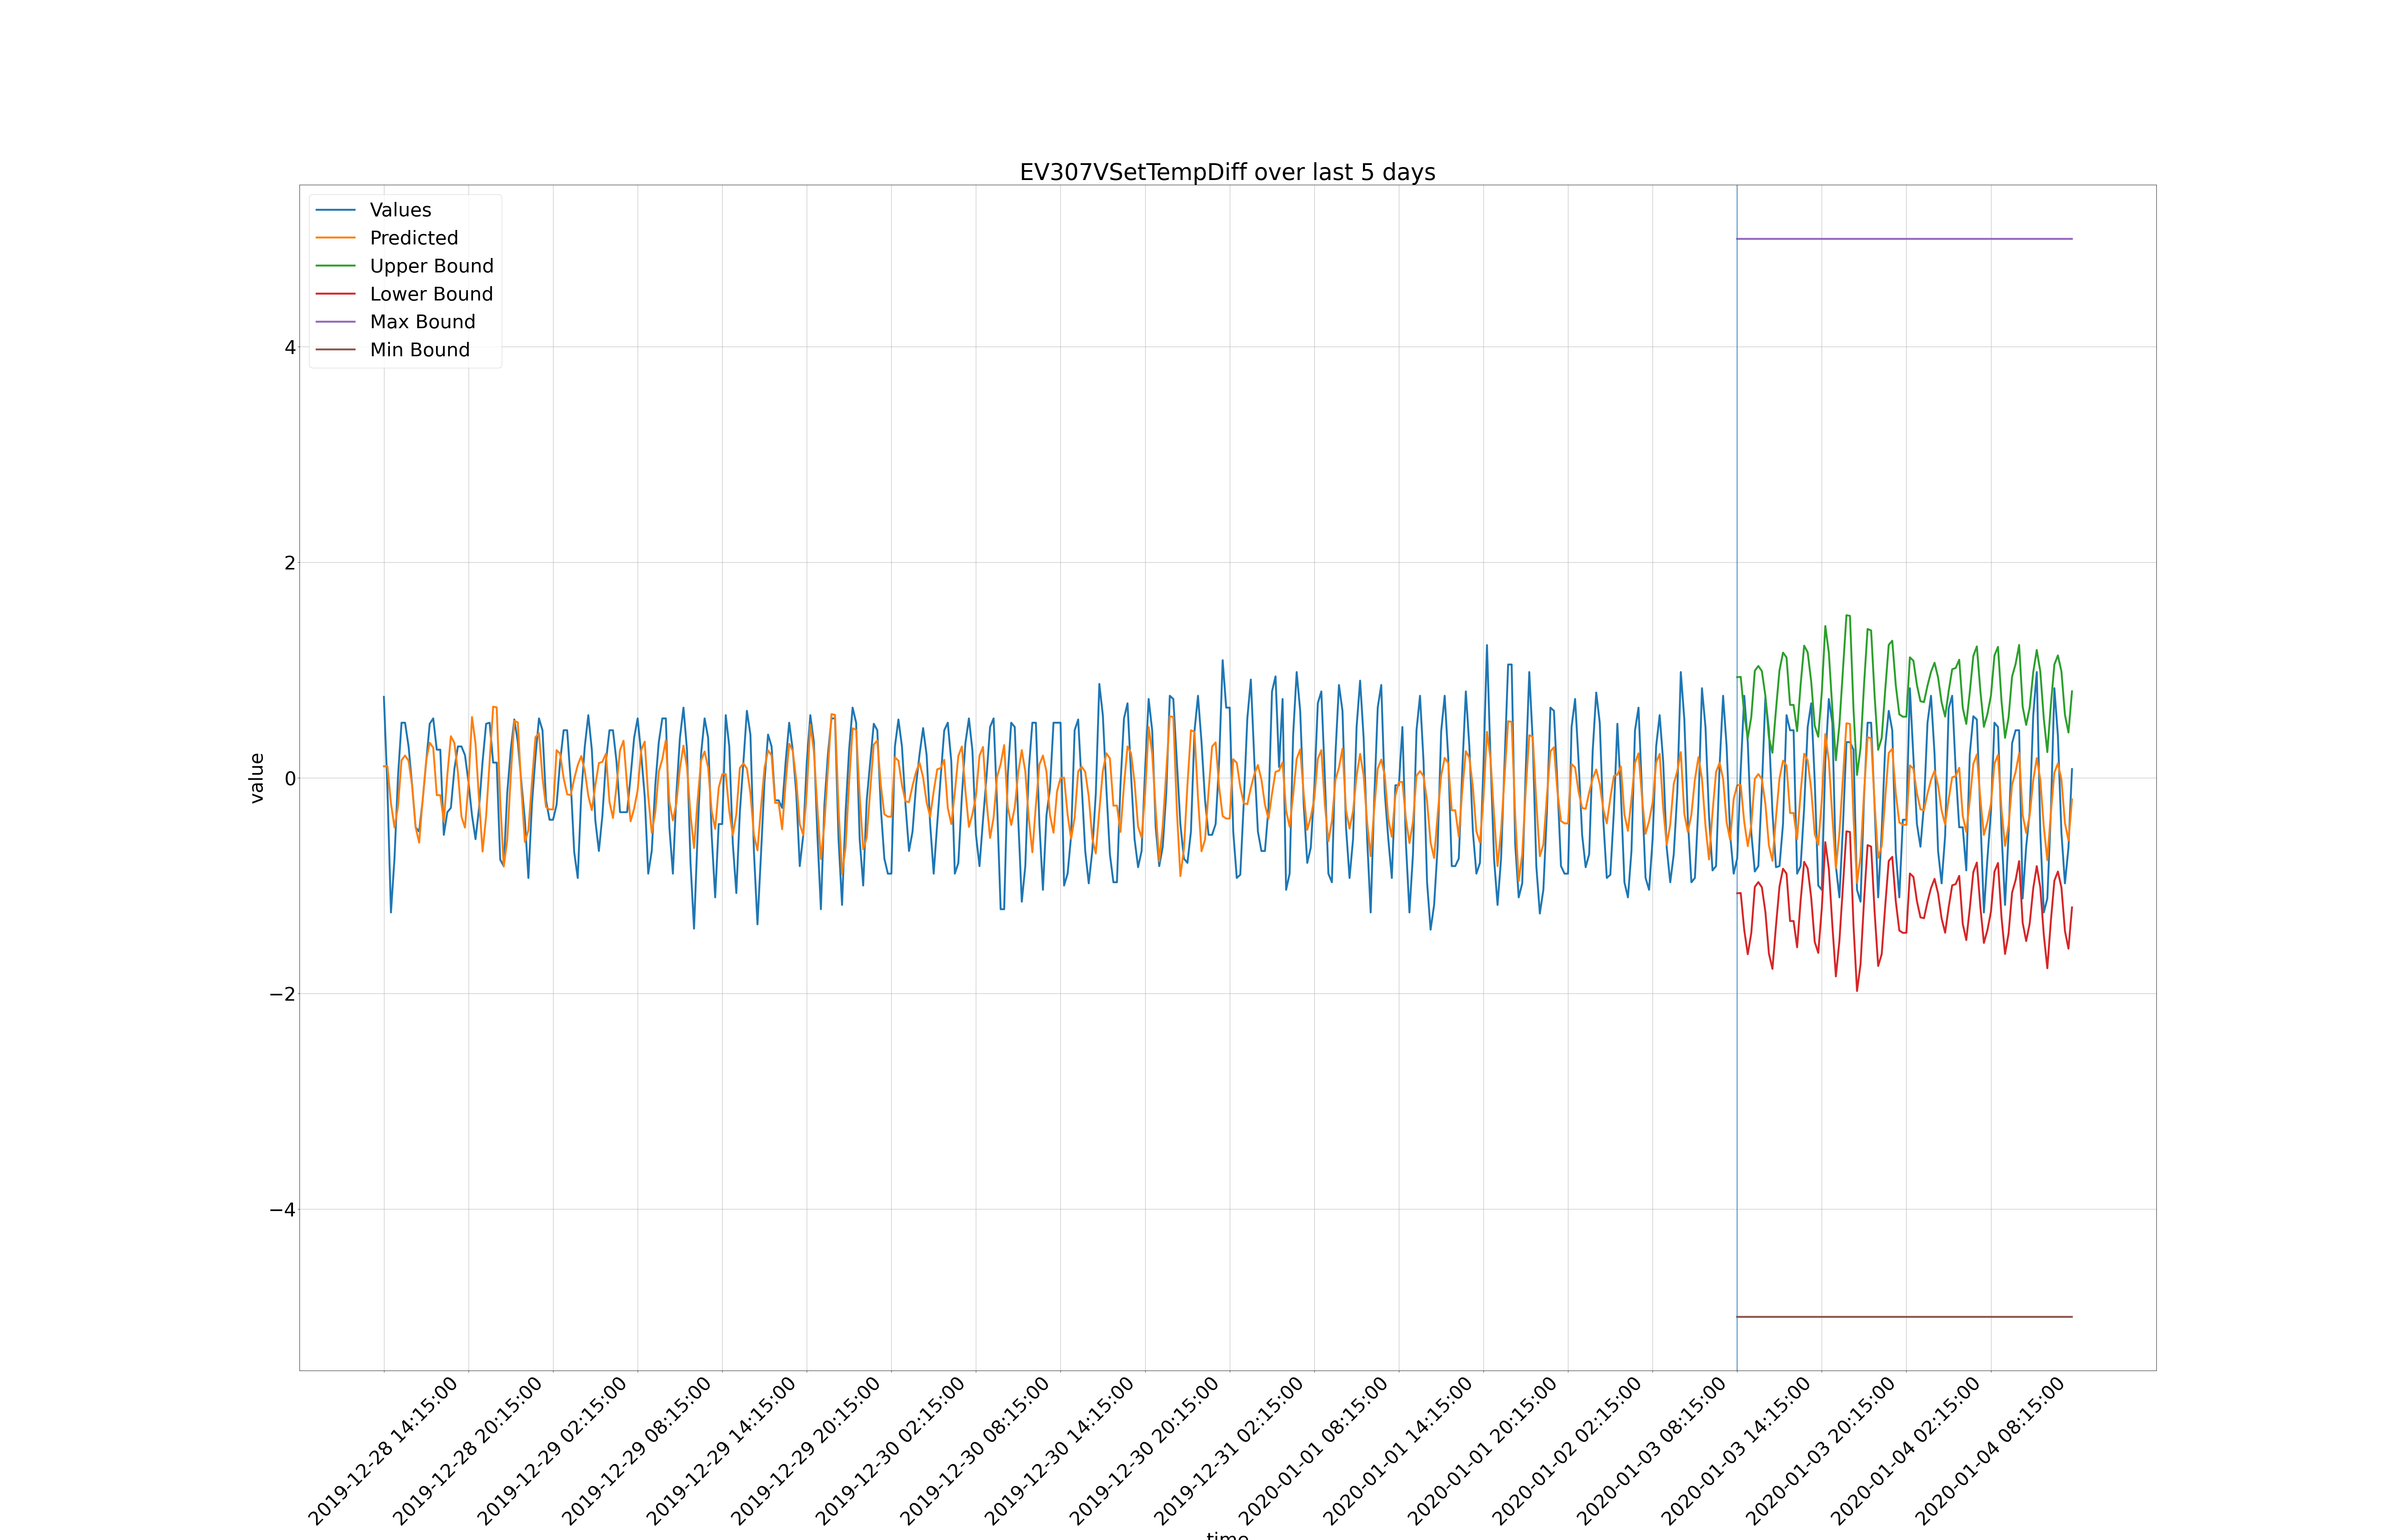 EV307VSetTempDiff over last 5 days
Values
Predicted
Upper Bound
Lower Bound
Max Bound
Min Bound
value
4
2
0
−2
−4
2019-12-28 14:15:00
2019-12-28 20:15:00
2019-12-29 02:15:00
2019-12-29 08:15:00
2019-12-29 14:15:00
2019-12-29 20:15:00
2019-12-30 02:15:00
2019-12-30 08:15:00
2019-12-30 14:15:00
2019-12-30 20:15:00
2019-12-31 02:15:00
2020-01-01 08:15:00
2020-01-01 14:15:00
2020-01-01 20:15:00
2020-01-02 02:15:00
2020-01-03 08:15:00
2020-01-03 14:15:00
2020-01-03 20:15:00
2020-01-04 02:15:00
2020-01-04 08:15:00
time